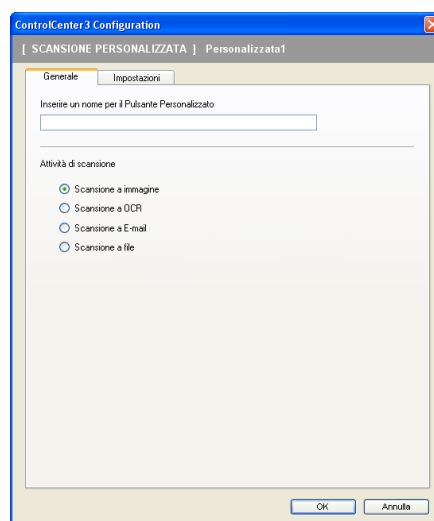 ControlCenter3 Configuration
[ SCANSIONE PERSONALIZZATA ] Personalizzata1
Generale Impostazioni
Inserire un nome per il Pulsante Personalizzato
Attività di scansione
Scansione a immagine
Scansione a OCR
Scansione a E-mail
Scansione a file
OK Annulla